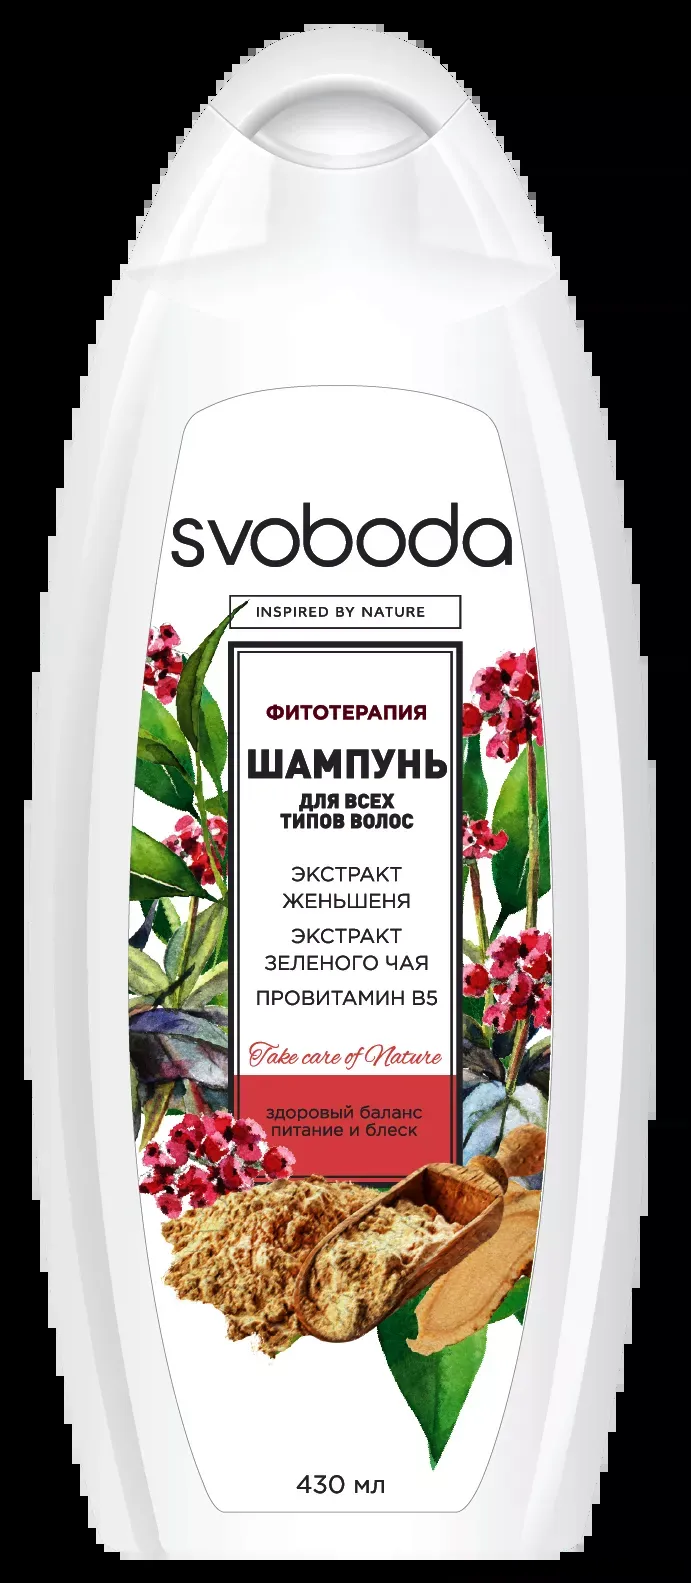 svoboda
INSPIRED BY NATURE
ФИТОТЕРАПИЯ
ШАМПУНЬ
ДЛЯ ВСЕХ
ТИПОВ ВОЛОС
ЭКСТРАКТ
ЖЕНЬШЕНЯ
ЭКСТРАКТ
ЗЕЛЕНОГО ЧАЯ
ПРОВИТАМИН B5
Take care of Nature
здоровый баланс
питание и блеск
430 мл